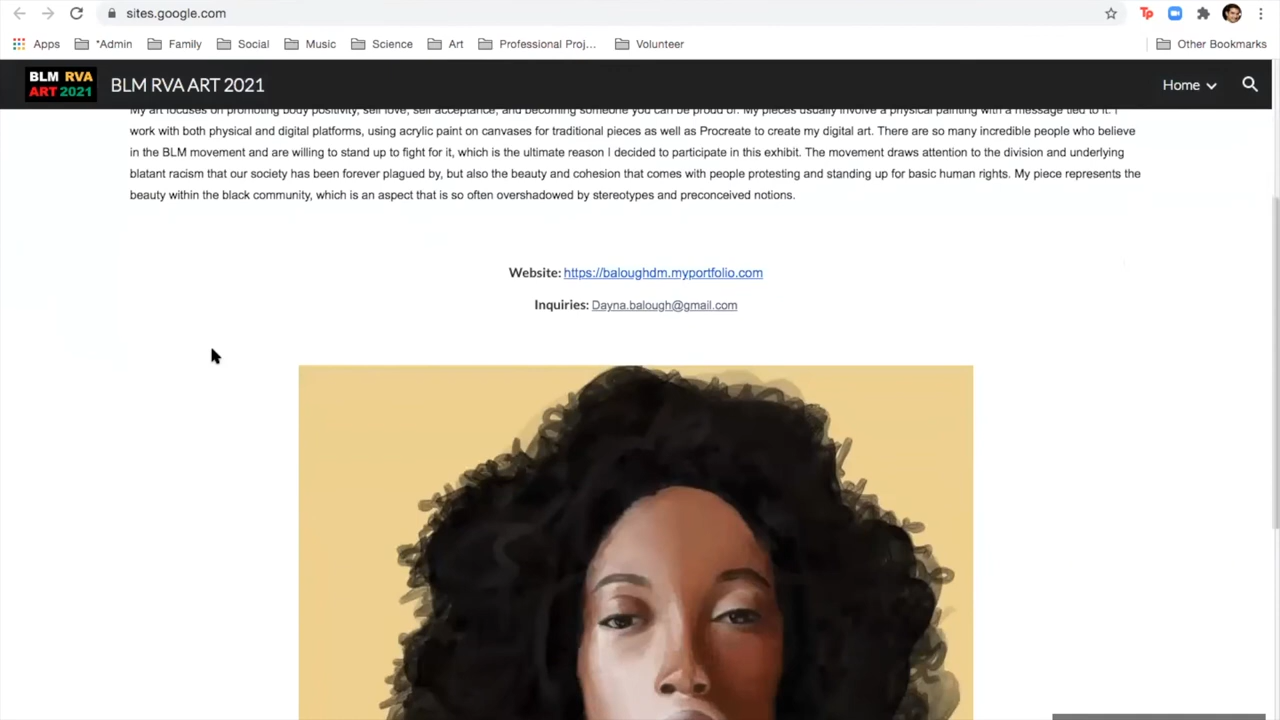 sites.google.com
Tp
Apps *Admin Family Social Music Science Art Professional Proj... Volunteer Other Bookmarks
BLM RVA
ART 2021
BLM RVA ART 2021
Home
My art focuses on promoting body positivity, self love, self acceptance, and becoming someone you can be proud of. My pieces usually involve a physical painting with a message tied to it. I
work with both physical and digital platforms, using acrylic paint on canvases for traditional pieces as well as Procreate to create my digital art. There are so many incredible people who believe
in the BLM movement and are willing to stand up to fight for it, which is the ultimate reason I decided to participate in this exhibit. The movement draws attention to the division and underlying
blatant racism that our society has been forever plagued by, but also the beauty and cohesion that comes with people protesting and standing up for basic human rights. My piece represents the
beauty within the black community, which is an aspect that is so often overshadowed by stereotypes and preconceived notions.
Website: https://baloughdm.myportfolio.com
Inquiries: Dayna.balough@gmail.com